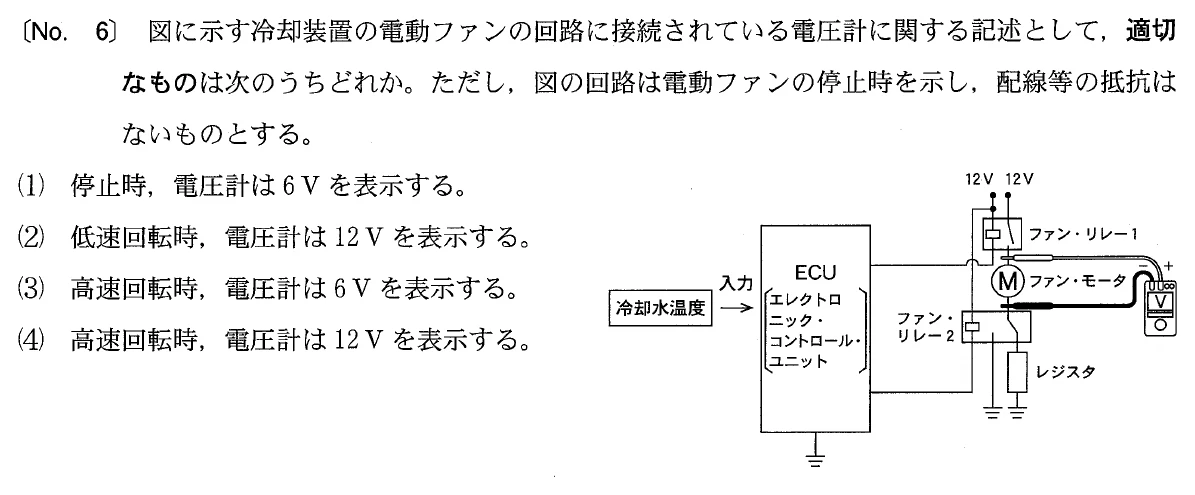 〔No. 6〕 図に示す冷却装置の電動ファンの回路に接続されている電圧計に関する記述として，適切
なものは次のうちどれか。ただし，図の回路は電動ファンの停止時を示し，配線等の抵抗は
ないものとする。
(1) 停止時，電圧計は 6 V を表示する。
(2) 低速回転時，電圧計は 12 V を表示する。
(3) 高速回転時，電圧計は 6 V を表示する。
(4) 高速回転時，電圧計は 12 V を表示する。
12V 12V
ファン・リレー1
ECU
エレクトロ
ニック・
コントロール・
ユニット
入力
冷却水温度
M
ファン・モータ
− +
V
ファン・
リレー2
レジスタ